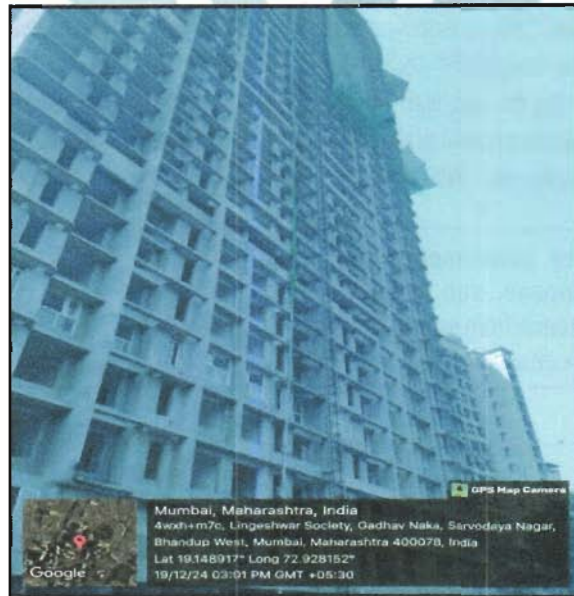 GPS Map Camera
Mumbai, Maharashtra, India
4wxh+m7c, Lingeshwar Society, Gadhav Naka, Sarvodaya Nagar,
Bhandup West, Mumbai, Maharashtra 400078, India
Lat 19.148917° Long 72.928152°
19/12/24 03:01 PM GMT +05:30
Google